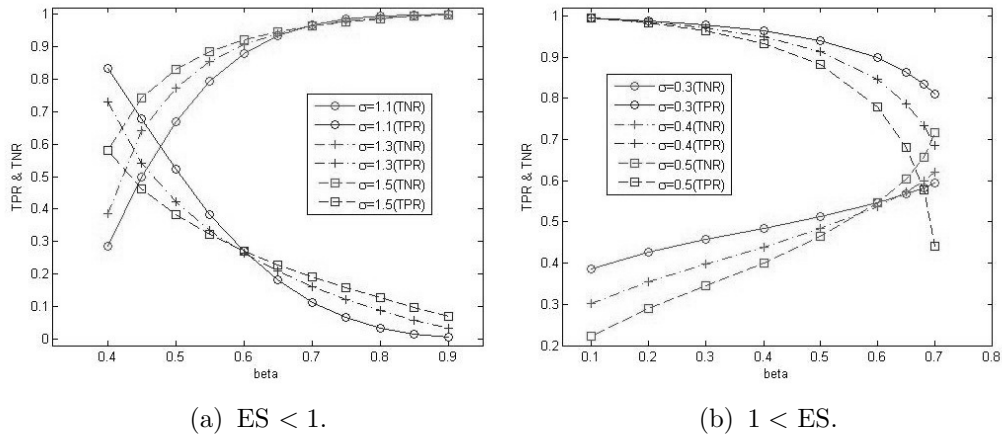 1
0.9
0.8
0.7
0.6
0.5
0.4
0.3
0.2
0.1
0
TPR & TNR
σ=1.1(TNR)
σ=1.1(TPR)
σ=1.3(TNR)
σ=1.3(TPR)
σ=1.5(TNR)
σ=1.5(TPR)
0.4 0.5 0.6 0.7 0.8 0.9
beta
(a) ES < 1.
1
0.9
0.8
0.7
0.6
0.5
0.4
0.3
0.2
TPR & TNR
σ=0.3(TNR)
σ=0.3(TPR)
σ=0.4(TNR)
σ=0.4(TPR)
σ=0.5(TNR)
σ=0.5(TPR)
0.1 0.2 0.3 0.4 0.5 0.6 0.7 0.8
beta
(b) 1 < ES.